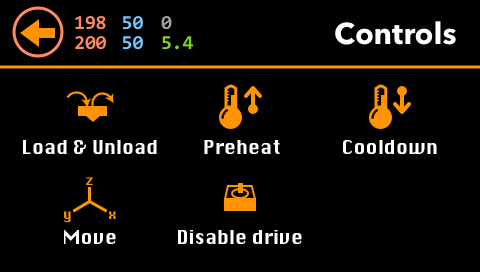 198 50 0
200 50 5.4
Controls
Load & Unload
Preheat
Cooldown
z
y x
Move
Disable drive